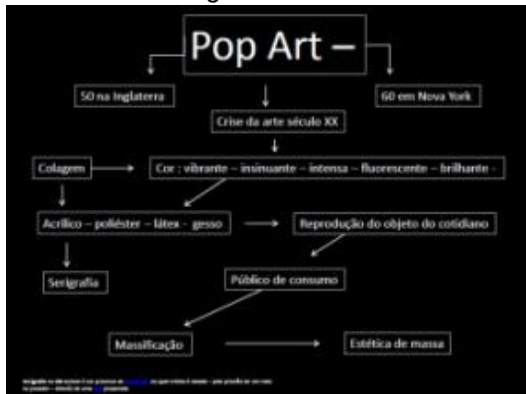 Pop Art –
50 na Inglaterra
60 em Nova York
Crise da arte século XX
Colagem
Cor : vibrante – insinuante – intensa – fluorescente – brilhante -
Acrílico – poliéster – látex - gesso
Reprodução do objeto do cotidiano
Serigrafia
Público de consumo
Massificação
Estética de massa